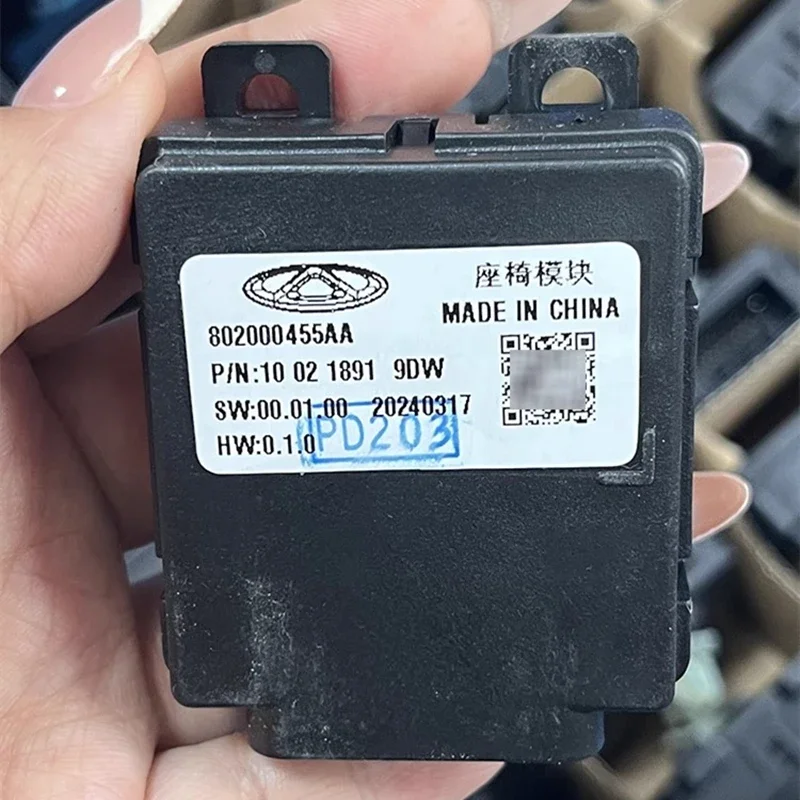 座椅模块
MADE IN CHINA
802000455AA
P/N:10 02 1891 9DW
SW:00.01.00 20240317
HW:0.1.0
PD203